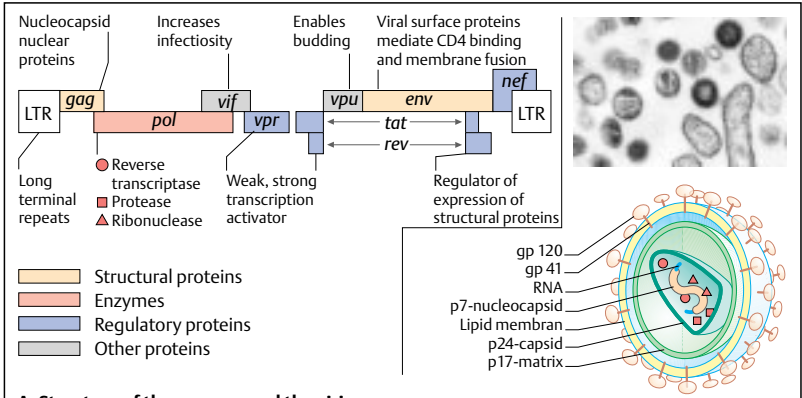 Nucleocapsid
nuclear
proteins
Increases
infectiosity
Enables
budding
Viral surface proteins
mediate CD4 binding
and membrane fusion
nef
gag
vif
vpu
env
LTR
LTR
pol
vpr
tat
rev
Long
terminal
repeats
Reverse
transcriptase
Protease
Ribonuclease
Weak, strong
transcription
activator
Regulator of
expression of
structural proteins
Structural proteins
Enzymes
Regulatory proteins
Other proteins
gp 120
gp 41
RNA
p7-nucleocapsid
Lipid membran
p24-capsid
p17-matrix